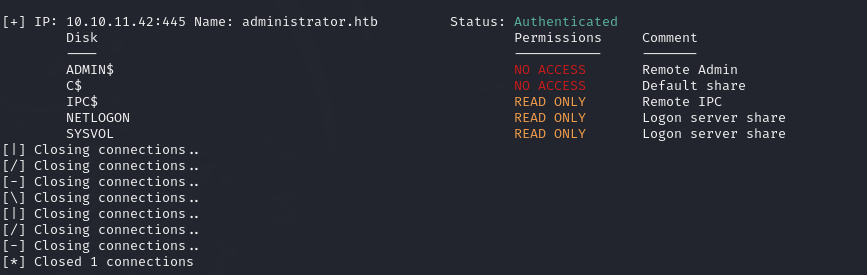 [+] IP: 10.10.11.42:445 Name: administrator.htb Status: Authenticated
Disk Permissions Comment
---- ----------- -------
ADMIN$ NO ACCESS Remote Admin
C$ NO ACCESS Default share
IPC$ READ ONLY Remote IPC
NETLOGON READ ONLY Logon server share
SYSVOL READ ONLY Logon server share
[|] Closing connections..
[/] Closing connections..
[-] Closing connections..
[\] Closing connections..
[|] Closing connections..
[/] Closing connections..
[-] Closing connections..
[*] Closed 1 connections